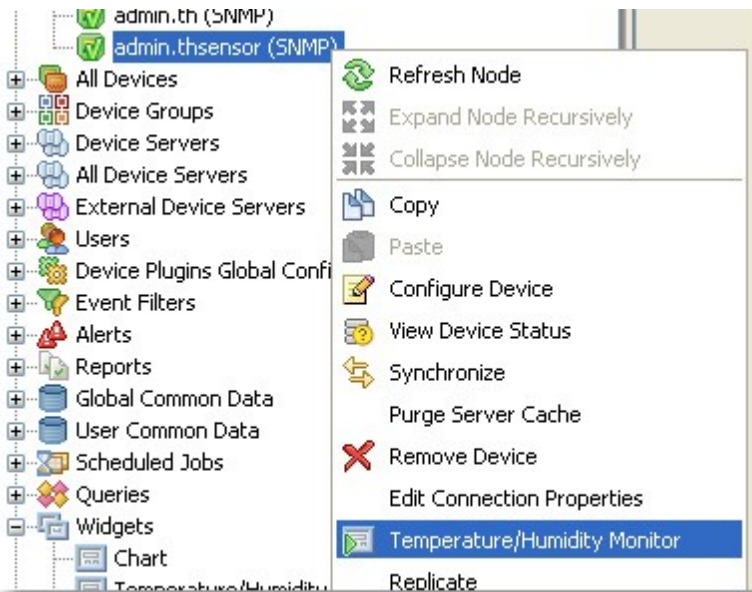 admin.th (SNMP)
admin.thsensor (SNMP)
All Devices
Device Groups
Device Servers
All Device Servers
External Device Servers
Users
Device Plugins Global Confi
Event Filters
Alerts
Reports
Global Common Data
User Common Data
Scheduled Jobs
Queries
Widgets
Chart
Temperature/Humidity
Refresh Node
Expand Node Recursively
Collapse Node Recursively
Copy
Paste
Configure Device
View Device Status
Synchronize
Purge Server Cache
Remove Device
Edit Connection Properties
Temperature/Humidity Monitor
Replicate